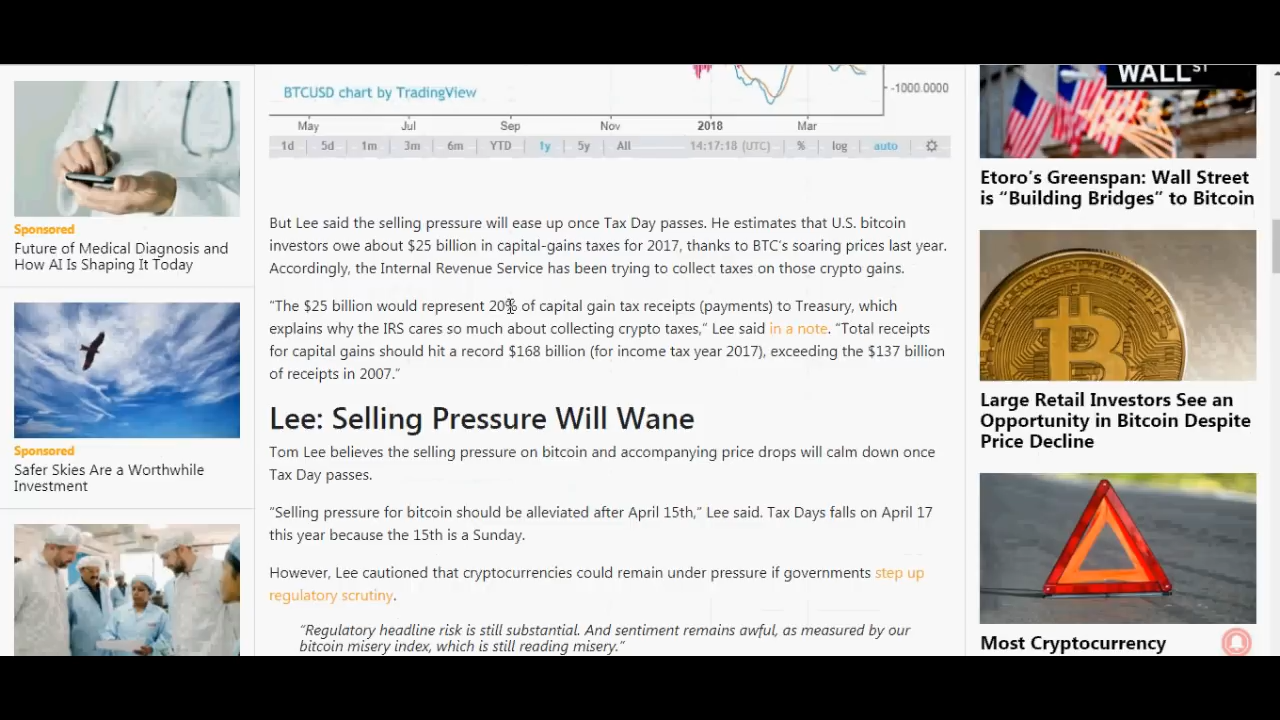 BTCUSD chart by TradingView
-1000.0000
May Jul Sep Nov 2018 Mar
1d 5d 1m 3m 6m YTD 1y 5y All 14:17:18 (UTC) % log auto
But Lee said the selling pressure will ease up once Tax Day passes. He estimates that U.S. bitcoin
investors owe about $25 billion in capital-gains taxes for 2017, thanks to BTC's soaring prices last year.
Accordingly, the Internal Revenue Service has been trying to collect taxes on those crypto gains.
“The $25 billion would represent 20% of capital gain tax receipts (payments) to Treasury, which
explains why the IRS cares so much about collecting crypto taxes,” Lee said in a note. “Total receipts
for capital gains should hit a record $168 billion (for income tax year 2017), exceeding the $137 billion
of receipts in 2007.”
Lee: Selling Pressure Will Wane
Tom Lee believes the selling pressure on bitcoin and accompanying price drops will calm down once
Tax Day passes.
“Selling pressure for bitcoin should be alleviated after April 15th,” Lee said. Tax Days falls on April 17
this year because the 15th is a Sunday.
However, Lee cautioned that cryptocurrencies could remain under pressure if governments step up
regulatory scrutiny.
“Regulatory headline risk is still substantial. And sentiment remains awful, as measured by our
bitcoin misery index, which is still reading misery.”
Sponsored
Future of Medical Diagnosis and
How AI Is Shaping It Today
Sponsored
Safer Skies Are a Worthwhile
Investment
WALL ST
Etoro's Greenspan: Wall Street
is “Building Bridges” to Bitcoin
Large Retail Investors See an
Opportunity in Bitcoin Despite
Price Decline
Most Cryptocurrency